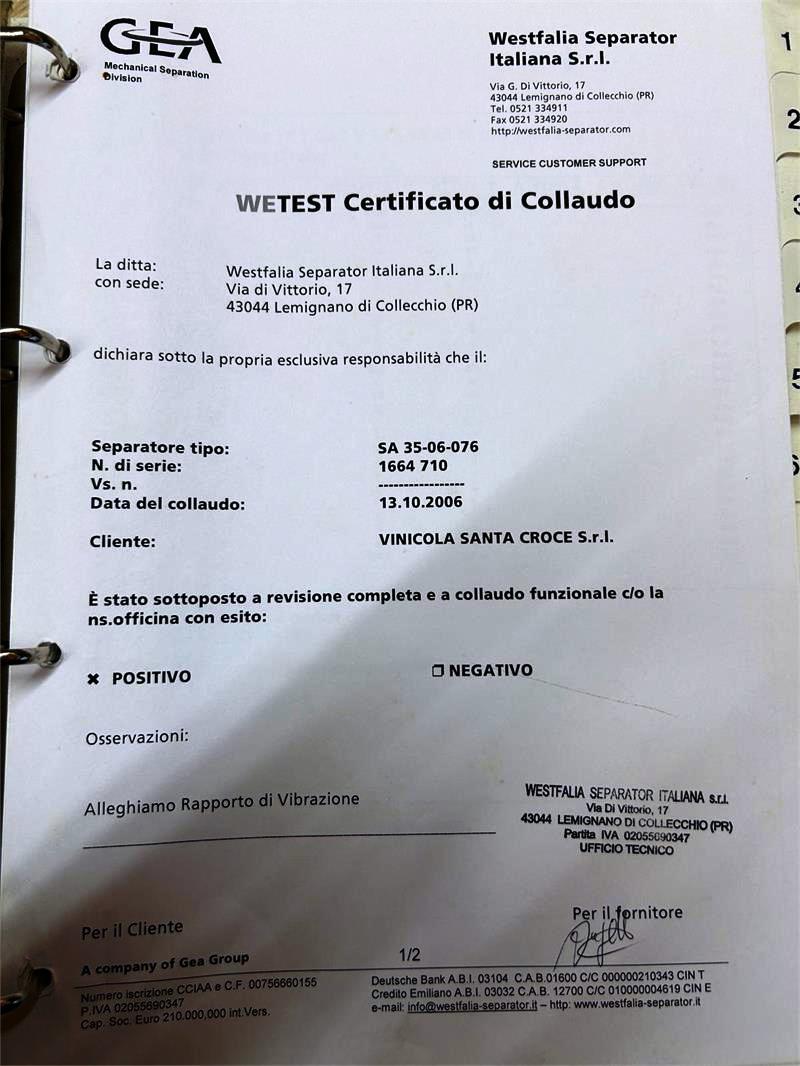 GEA
Mechanical Separation
Division
Westfalia Separator
Italiana S.r.l.
Via G. Di Vittorio, 17
43044 Lemignano di Collecchio (PR)
Tel. 0521 334911
Fax 0521 334920
http://westfalia-separator.com
SERVICE CUSTOMER SUPPORT
WETEST Certificato di Collaudo
La ditta: Westfalia Separator Italiana S.r.l.
con sede: Via di Vittorio, 17
43044 Lemignano di Collecchio (PR)
dichiara sotto la propria esclusiva responsabilità che il:
Separatore tipo: SA 35-06-076
N. di serie: 1664 710
Vs. n. -----------------
Data del collaudo: 13.10.2006
Cliente: VINICOLA SANTA CROCE S.r.l.
È stato sottoposto a revisione completa e a collaudo funzionale c/o la
ns.officina con esito:
✖ POSITIVO ❒ NEGATIVO
Osservazioni:
Alleghiamo Rapporto di Vibrazione
WESTFALIA SEPARATOR ITALIANA s.r.l.
Via Di Vittorio, 17
43044 LEMIGNANO DI COLLECCHIO (PR)
Partita IVA 02055690347
UFFICIO TECNICO
Per il Cliente
Per il fornitore
A company of Gea Group
1/2
Numero iscrizione CCIAA e C.F. 00756660155
P.IVA 02055690347
Cap. Soc. Euro 210.000,000 int.Vers.
Deutsche Bank A.B.I. 03104 C.A.B.01600 C/C 000000210343 CIN T
Credito Emiliano A.B.I. 03032 C.A.B. 12700 C/C 010000004619 CIN E
e-mail: info@westfalia-separator.it – http: www.westfalia-separator.it
1
2
3
4
5
6